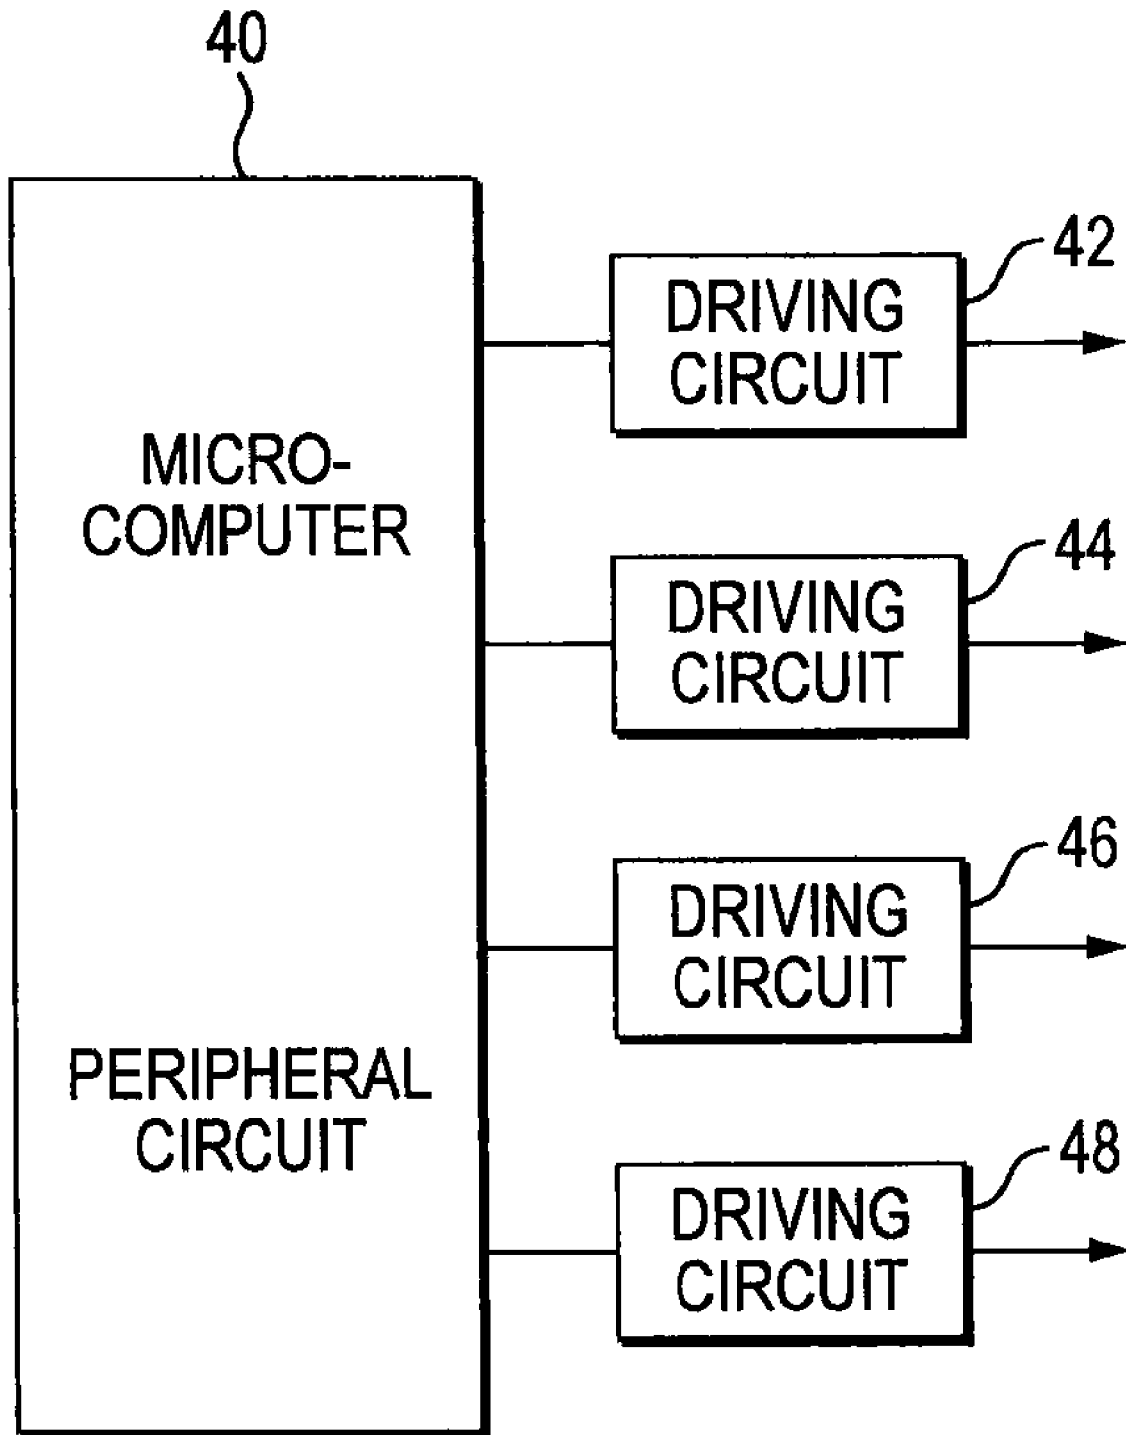 40
42
DRIVING
CIRCUIT
MICRO-
COMPUTER
44
DRIVING
CIRCUIT
46
DRIVING
CIRCUIT
PERIPHERAL
CIRCUIT
48
DRIVING
CIRCUIT